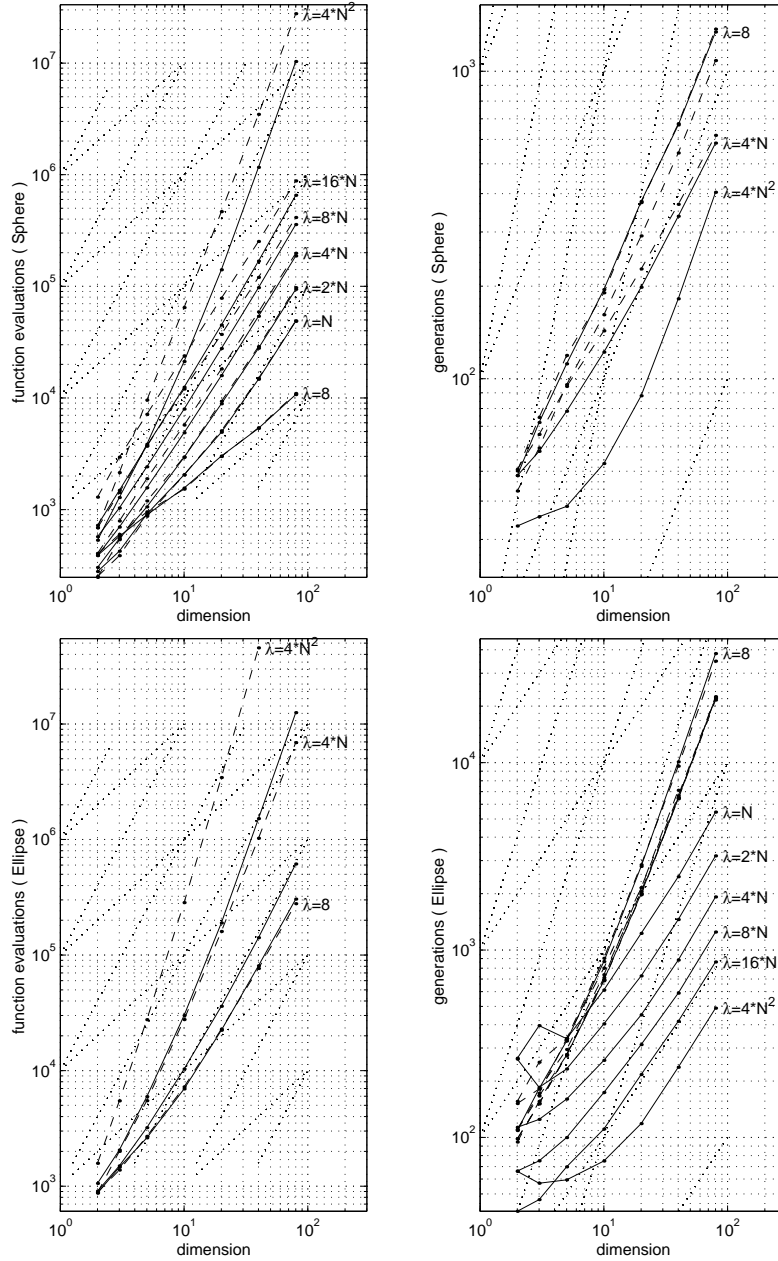 10⁷
10⁶
10⁵
10⁴
10³
10⁰
10¹
10²
function evaluations ( Sphere )
dimension
λ=4*N²
λ=16*N
λ=8*N
λ=4*N
λ=2*N
λ=N
λ=8
10³
10²
10⁰
10¹
10²
generations ( Sphere )
dimension
λ=8
λ=4*N
λ=4*N²
10⁷
10⁶
10⁵
10⁴
10³
10⁰
10¹
10²
function evaluations ( Ellipse )
dimension
λ=4*N²
λ=4*N
λ=8
10⁴
10³
10²
10⁰
10¹
10²
generations ( Ellipse )
dimension
λ=8
λ=N
λ=2*N
λ=4*N
λ=8*N
λ=16*N
λ=4*N²